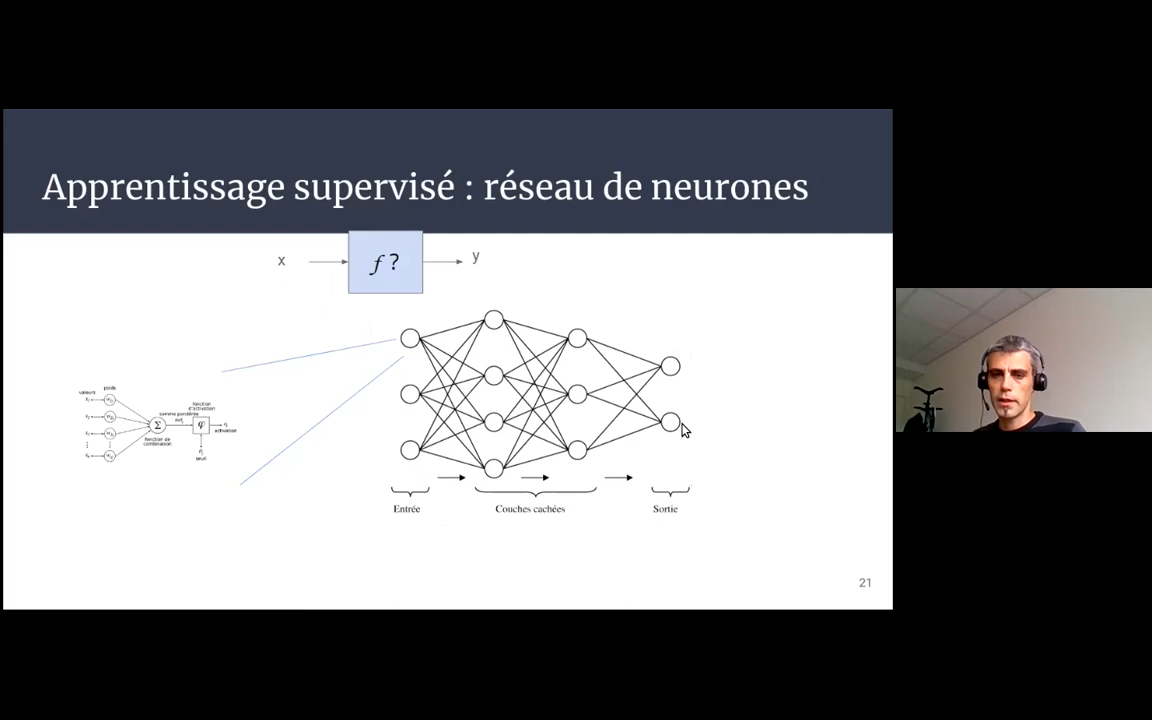 Apprentissage supervisé : réseau de neurones
x
f ?
y
valeurs
poids
fonction
d'activation
somme pondérée
Σ
φ
activation
fonction de
combinaison
seuil
Entrée
Couches cachées
Sortie
21